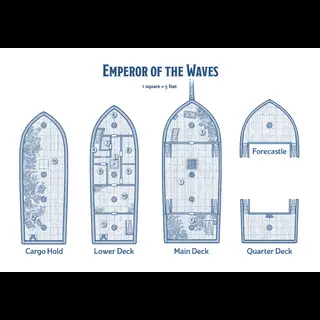 EMPEROR OF THE WAVES
1 square = 5 feet
Forecastle
Cargo Hold
Lower Deck
Main Deck
Quarter Deck